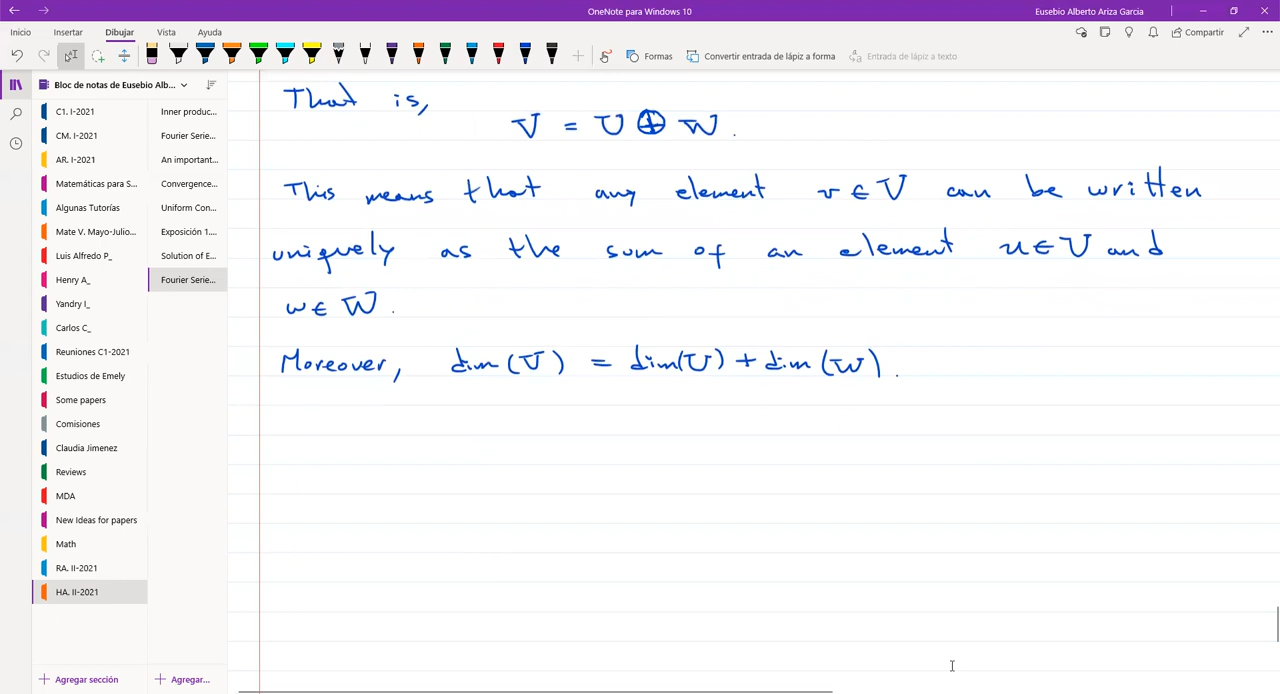 OneNote para Windows 10
Eusebio Alberto Ariza Garcia
Inicio
Insertar
Dibujar
Vista
Ayuda
Compartir
Formas
Convertir entrada de lápiz a forma
Entrada de lápiz a texto
Bloc de notas de Eusebio Alb...
C1. I-2021
CM. I-2021
AR. I-2021
Matemáticas para S...
Algunas Tutorías
Mate V. Mayo-Julio...
Luis Alfredo P_
Henry A_
Yandry I_
Carlos C_
Reuniones C1-2021
Estudios de Emely
Some papers
Comisiones
Claudia Jimenez
Reviews
MDA
New Ideas for papers
Math
RA. II-2021
HA. II-2021
Agregar sección
Inner produc...
Fourier Serie...
An important...
Convergence...
Uniform Con...
Exposición 1....
Solution of E...
Fourier Serie...
Agregar...
That is,
V = U ⊕ W.
This means that any element v ∈ V can be written
uniquely as the sum of an element u ∈ U and
w ∈ W.
Moreover, dim(V) = dim(U) + dim(W).